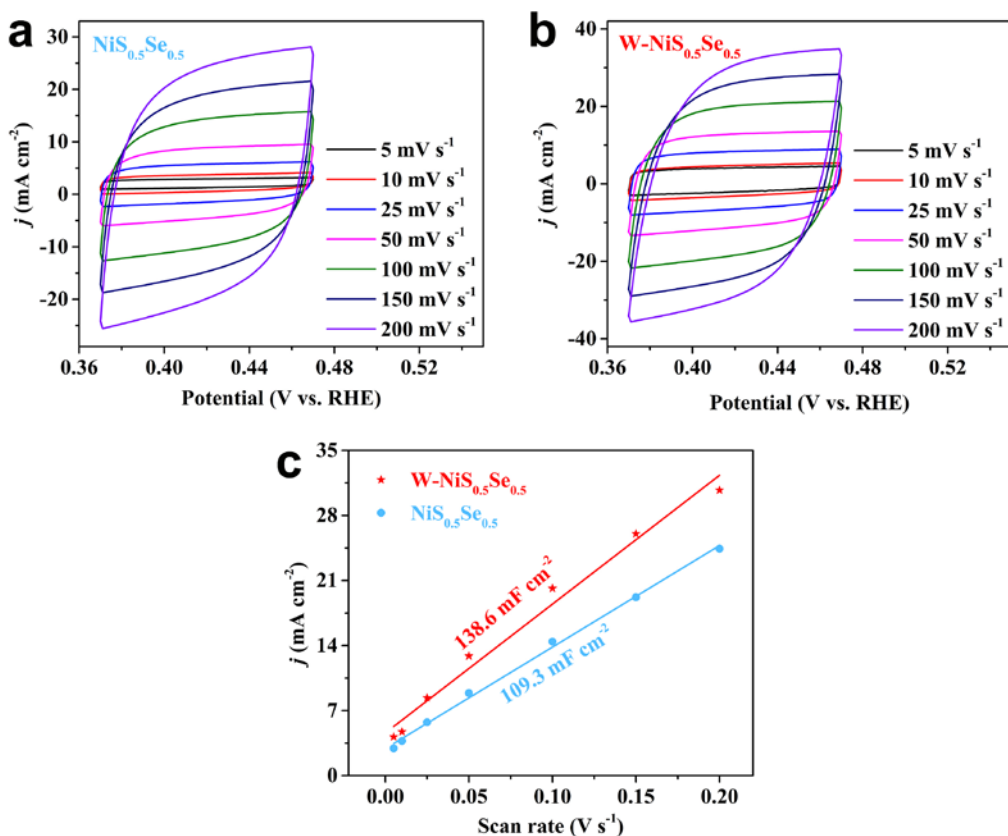 a
NiS0.5Se0.5
30
20
10
0
-10
-20
j (mA cm-2)
5 mV s-1
10 mV s-1
25 mV s-1
50 mV s-1
100 mV s-1
150 mV s-1
200 mV s-1
0.36 0.40 0.44 0.48 0.52
Potential (V vs. RHE)
b
W-NiS0.5Se0.5
40
20
0
-20
-40
j (mA cm-2)
5 mV s-1
10 mV s-1
25 mV s-1
50 mV s-1
100 mV s-1
150 mV s-1
200 mV s-1
0.36 0.40 0.44 0.48 0.52
Potential (V vs. RHE)
c
W-NiS0.5Se0.5
NiS0.5Se0.5
35
28
21
14
7
0
j (mA cm-2)
138.6 mF cm-2
109.3 mF cm-2
0.00 0.05 0.10 0.15 0.20
Scan rate (V s-1)